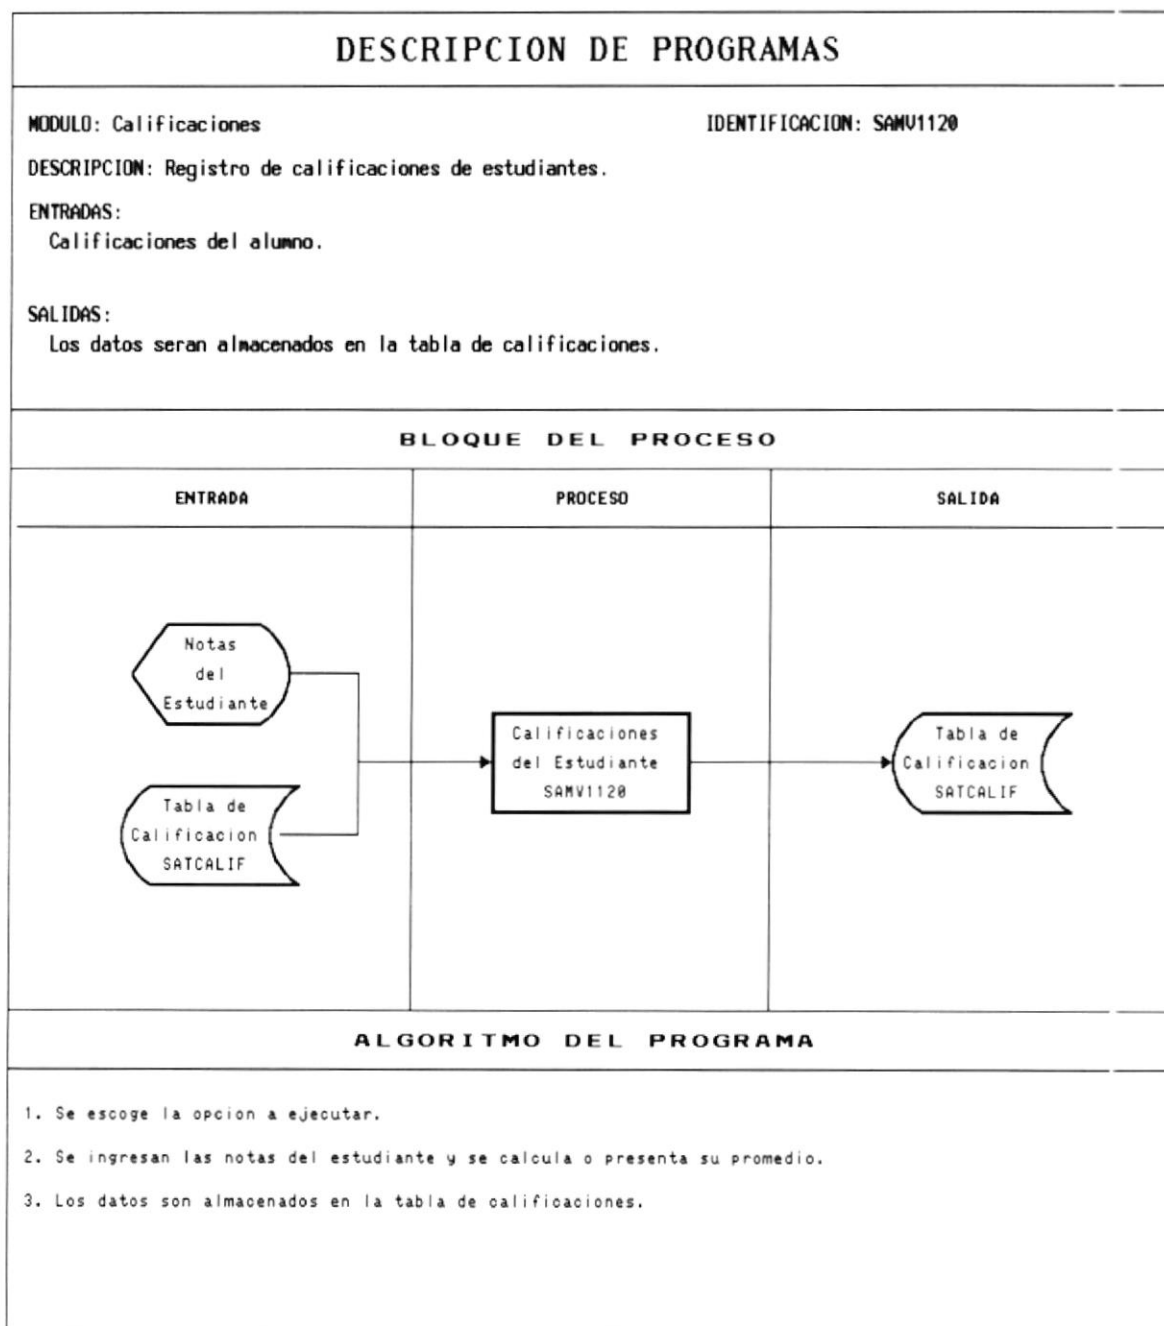 DESCRIPCION DE PROGRAMAS
MODULO: Calificaciones
IDENTIFICACION: SAMV1120
DESCRIPCION: Registro de calificaciones de estudiantes.
ENTRADAS:
Calificaciones del alumno.
SALIDAS:
Los datos seran almacenados en la tabla de calificaciones.
BLOQUE DEL PROCESO
ENTRADA
PROCESO
SALIDA
Notas
del
Estudiante
Tabla de
Calificacion
SATCALIF
Calificaciones
del Estudiante
SAMV1120
Tabla de
Calificacion
SATCALIF
ALGORITMO DEL PROGRAMA
1. Se escoge la opcion a ejecutar.
2. Se ingresan las notas del estudiante y se calcula o presenta su promedio.
3. Los datos son almacenados en la tabla de calificaciones.